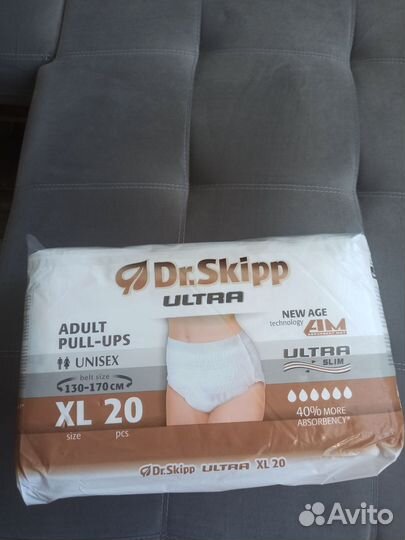 Dr.Skipp
ULTRA
ADULT
PULL-UPS
UNISEX
belt size
130-170 CM
XL 20
size pcs
NEW AGE
technology AIM
ULTRA
SLIM
40% MORE
ABSORBENCY*
Dr.Skipp ULTRA XL 20
Avito